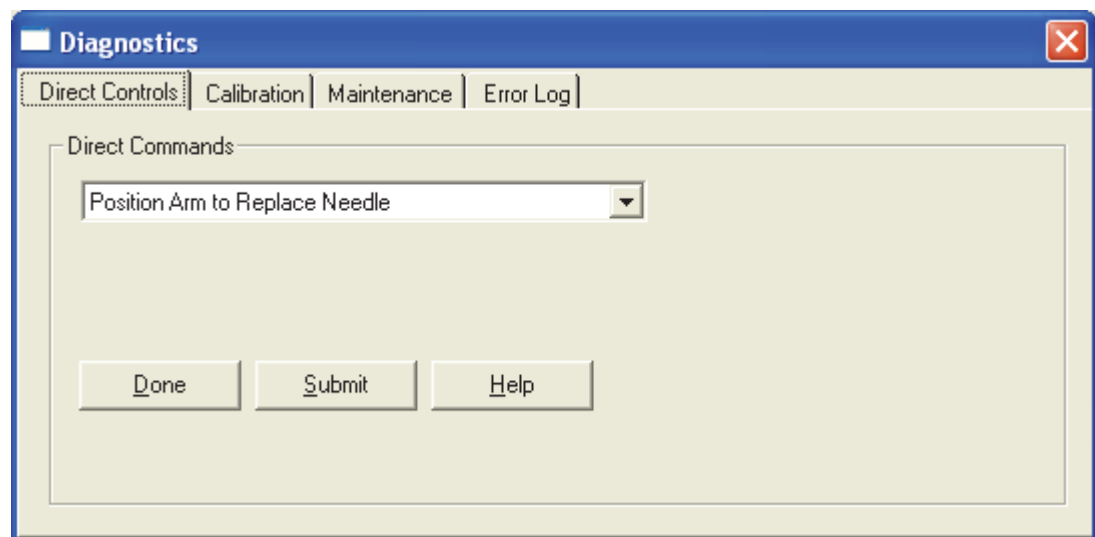 Diagnostics
Direct Controls Calibration Maintenance Error Log
Direct Commands
Position Arm to Replace Needle
Done Submit Help